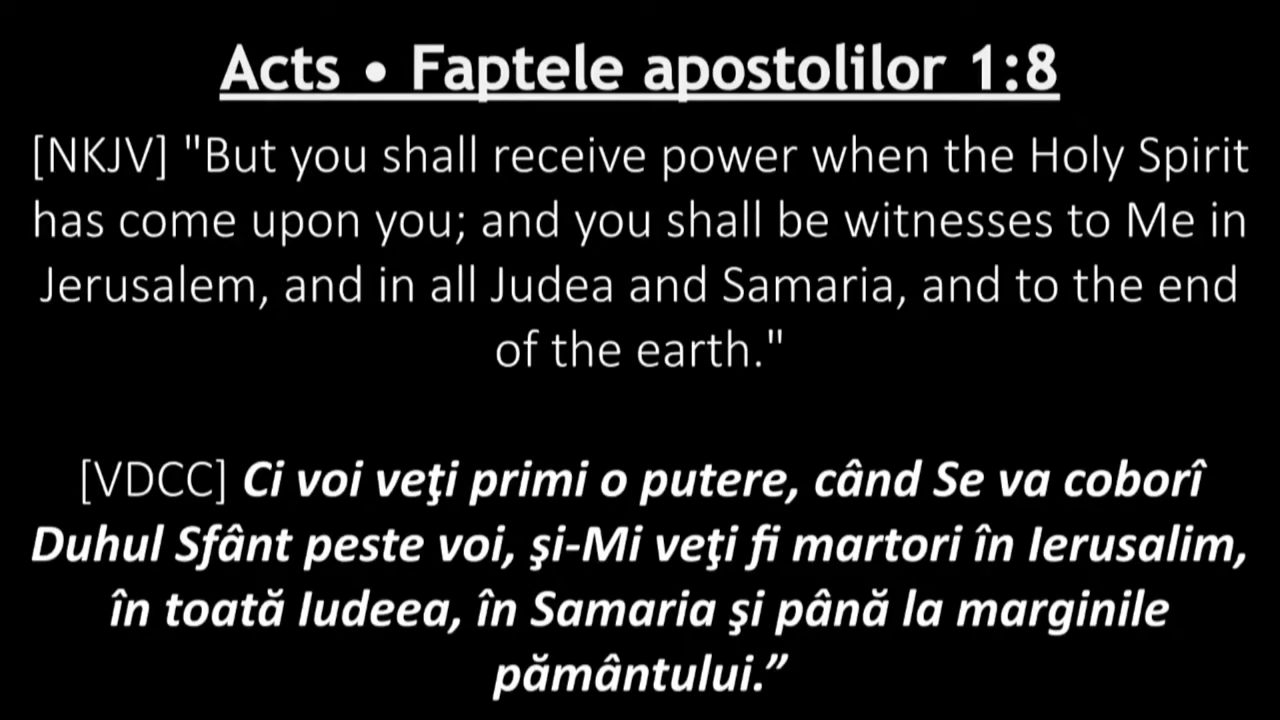 Acts • Faptele apostolilor 1:8
[NKJV] "But you shall receive power when the Holy Spirit
has come upon you; and you shall be witnesses to Me in
Jerusalem, and in all Judea and Samaria, and to the end
of the earth."
[VDCC] Ci voi veţi primi o putere, când Se va coborî
Duhul Sfânt peste voi, şi-Mi veţi fi martori în Ierusalim,
în toată Iudeea, în Samaria şi până la marginile
pământului.”